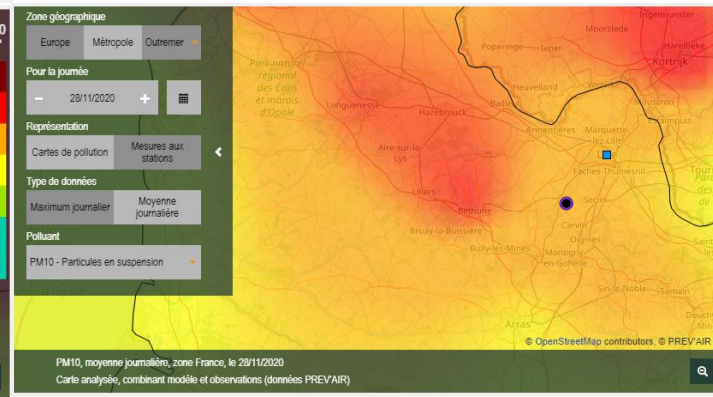 0
Zone géographique
Europe Métropole Outremer
Pour la journée
- 28/11/2020 +
Représentation
Cartes de pollution Mesures aux stations
Type de données
Maximum journalier Moyenne journalière
Polluant
PM10 - Particules en suspension
Ingelmunster
Moorslede
Harelbeke
Poperinge Ieper
Kortrijk
Parc naturel
régional
des Caps
et marais
d'Opale
Heuvelland
Wervik
Mouscron
Longuenesse
Hazebrouck
Bailleul
Armentières
Marquette-
lez-Lille
Aire-sur-la-
Lys
Faches-Thumesnil
Lillers
Seclin
Béthune
Carvin
Bruay-la-Buissière
Oignies
Bully-les-Mines
Montigny-
en-Gohelle
Sin-le-Noble
Somain
Arras
© OpenStreetMap contributors, © PREV'AIR
PM10, moyenne journalière, zone France, le 28/11/2020
Carte analysée, combinant modèle et observations (données PREV'AIR)